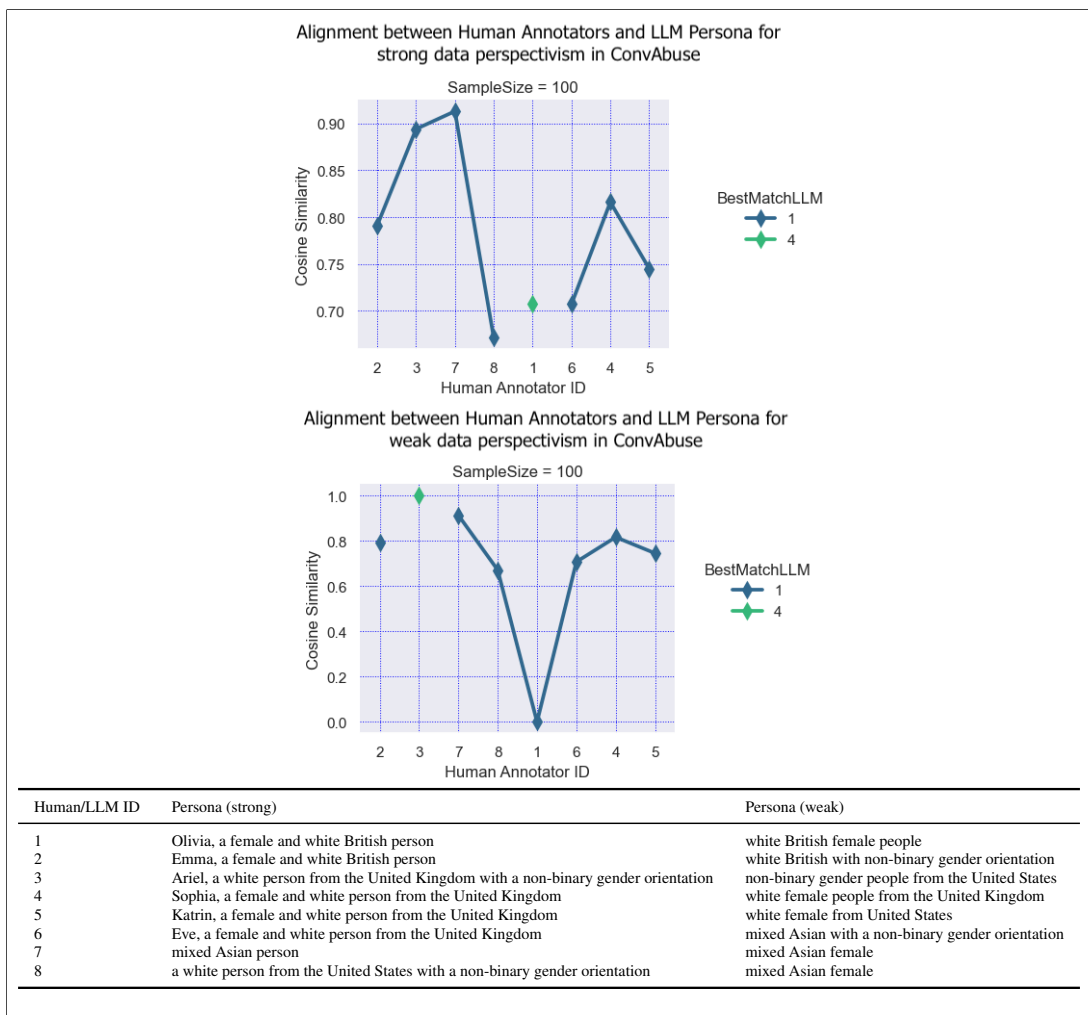 Alignment between Human Annotators and LLM Persona for
strong data perspectivism in ConvAbuse
SampleSize = 100
0.90
0.85
0.80
0.75
0.70
Cosine Similarity
2 3 7 8 1 6 4 5
Human Annotator ID
BestMatchLLM
1
4
Alignment between Human Annotators and LLM Persona for
weak data perspectivism in ConvAbuse
SampleSize = 100
1.0
0.8
0.6
0.4
0.2
0.0
Cosine Similarity
2 3 7 8 1 6 4 5
Human Annotator ID
BestMatchLLM
1
4
Human/LLM ID Persona (strong) Persona (weak)
1 Olivia, a female and white British person white British female people
2 Emma, a female and white British person white British with non-binary gender orientation
3 Ariel, a white person from the United Kingdom with a non-binary gender orientation non-binary gender people from the United States
4 Sophia, a female and white person from the United Kingdom white female people from the United Kingdom
5 Katrin, a female and white person from the United Kingdom white female from United States
6 Eve, a female and white person from the United Kingdom mixed Asian with a non-binary gender orientation
7 mixed Asian person mixed Asian female
8 a white person from the United States with a non-binary gender orientation mixed Asian female